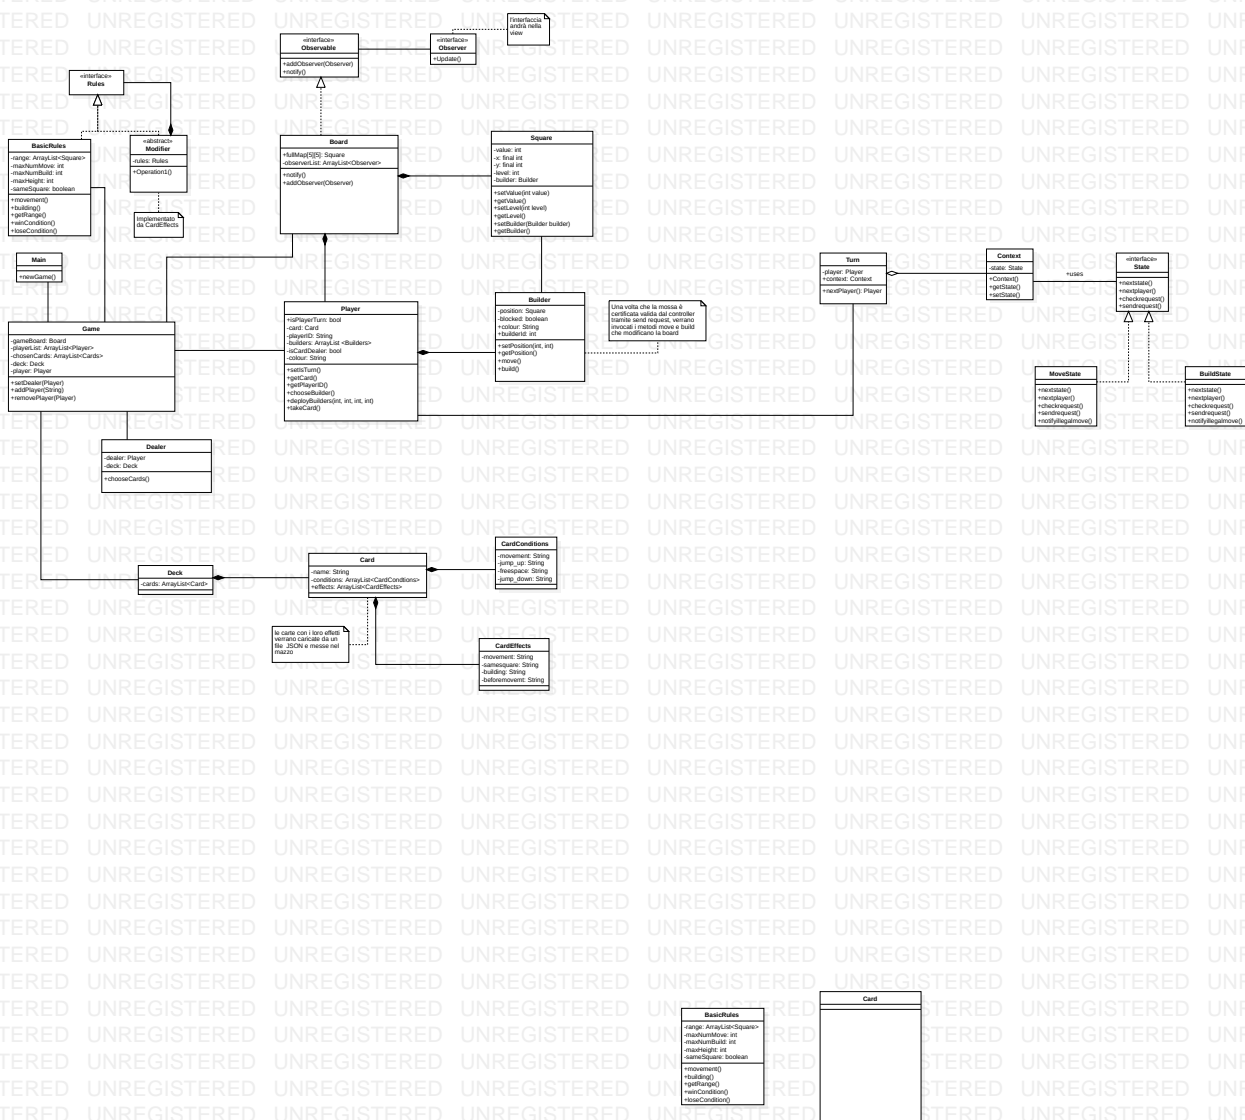 UNREGISTERED
l'interfaccia
andrà nella
view
«interface»
Observable
+addObserver(Observer)
+notify()
«interface»
Observer
+Update()
«interface»
Rules
BasicRules
-range: ArrayList<Square>
-maxNumMove: int
-maxNumBuild: int
-maxHeight: int
-sameSquare: boolean
+movement()
+building()
+getRange()
+winCondition()
+loseCondition()
«abstract»
Modifier
-rules: Rules
+Operation1()
Implementato
da CardEffects
Board
+fullMap[5][5]: Square
-observerList: ArrayList<Observer>
+notify()
+addObserver(Observer)
Square
-value: int
-x: final int
-y: final int
-level: int
-builder: Builder
+setValue(int value)
+getValue()
+setLevel(int level)
+getLevel()
+setBuilder(Builder builder)
+getBuilder()
Main
+newGame()
Game
-gameBoard: Board
-playerList: ArrayList<Player>
-chosenCards: ArrayList<Cards>
-deck: Deck
-player: Player
+setDealer(Player)
+addPlayer(String)
+removePlayer(Player)
Player
+isPlayerTurn: bool
-card: Card
-playerID: String
-builders: ArrayList <Builders>
-isCardDealer: bool
-colour: String
+setIsTurn()
+getCard()
+getPlayerID()
+chooseBuilder()
+deployBuilders(int, int, int, int)
+takeCard()
Builder
-position: Square
-blocked: boolean
+colour: String
-builderId: int
+setPosition(int, int)
+getPosition()
+move()
+build()
Una volta che la mossa è
certificata valida dal controller
tramite send request, verrano
invocati i metodi move e build
che modificano la board
Turn
-player: Player
+context: Context
+nextPlayer(): Player
Context
-state: State
+Context()
+getState()
+setState()
+uses
«interface»
State
+nextstate()
+nextplayer()
+checkrequest()
+sendrequest()
MoveState
+nextstate()
+nextplayer()
+checkrequest()
+sendrequest()
+notifyillegalmove()
BuildState
+nextstate()
+nextplayer()
+checkrequest()
+sendrequest()
+notifyillegalmove()
Dealer
-dealer: Player
-deck: Deck
+chooseCards()
Deck
-cards: ArrayList<Card>
Card
-name: String
-conditions: ArrayList<CardConditions>
+effects: ArrayList<CardEffects>
CardConditions
-movement: String
-jump_up: String
-freespace: String
-jump_down: String
le carte con i loro effetti
verrano caricate da un
file JSON e messe nel
mazzo
CardEffects
-movement: String
-samesquare: String
-building: String
-beforemovemt: String
BasicRules
-range: ArrayList<Square>
-maxNumMove: int
-maxNumBuild: int
-maxHeight: int
-sameSquare: boolean
+movement()
+building()
+getRange()
+winCondition()
+loseCondition()
Card